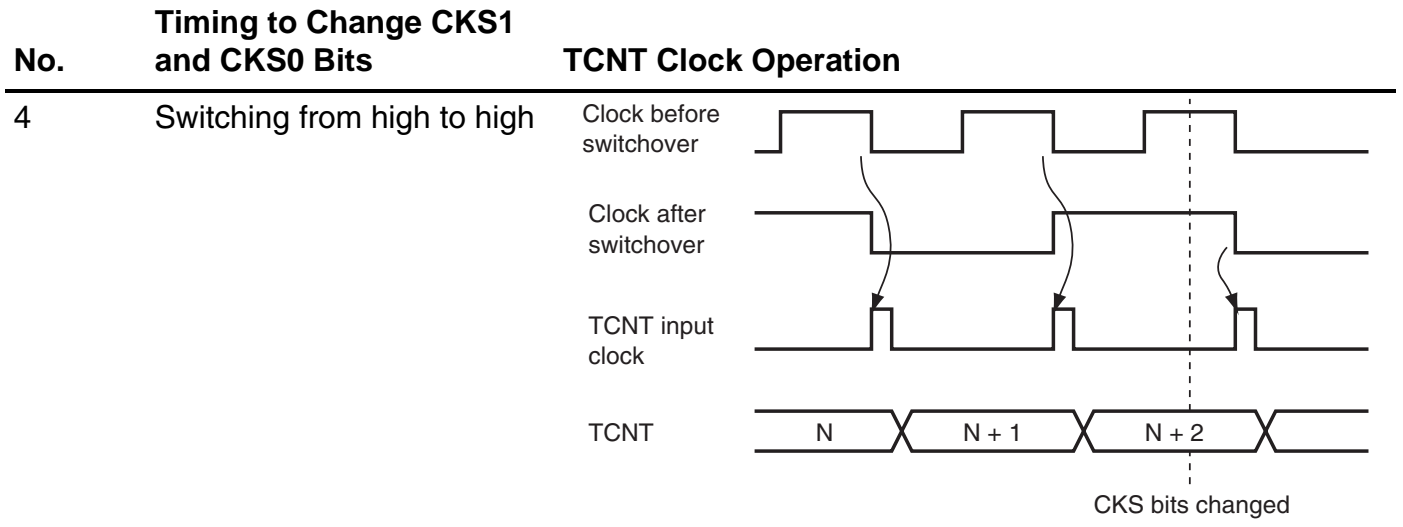 Timing to Change CKS1
No. and CKS0 Bits TCNT Clock Operation
4 Switching from high to high
Clock before
switchover
Clock after
switchover
TCNT input
clock
TCNT N N + 1 N + 2
CKS bits changed